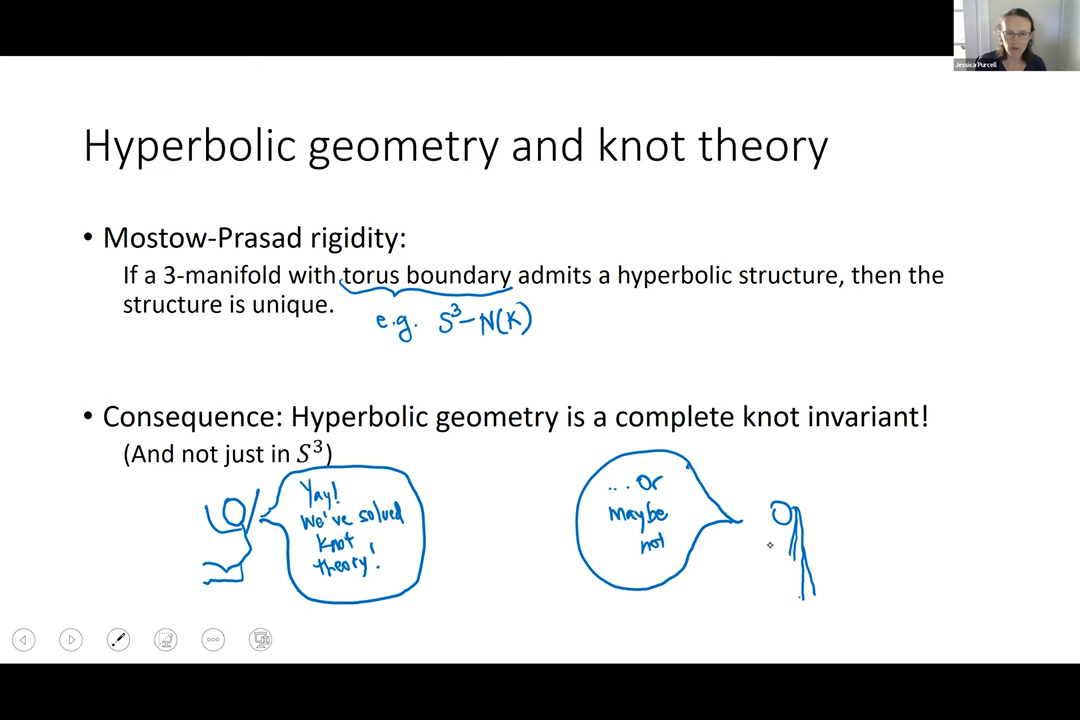 Jessica Purcell
Hyperbolic geometry and knot theory
• Mostow-Prasad rigidity:
If a 3-manifold with torus boundary admits a hyperbolic structure, then the
structure is unique.
e.g. S³-N(K)
• Consequence: Hyperbolic geometry is a complete knot invariant!
(And not just in S³)
Yay!
We've solved
knot
theory!
... Or
maybe
not